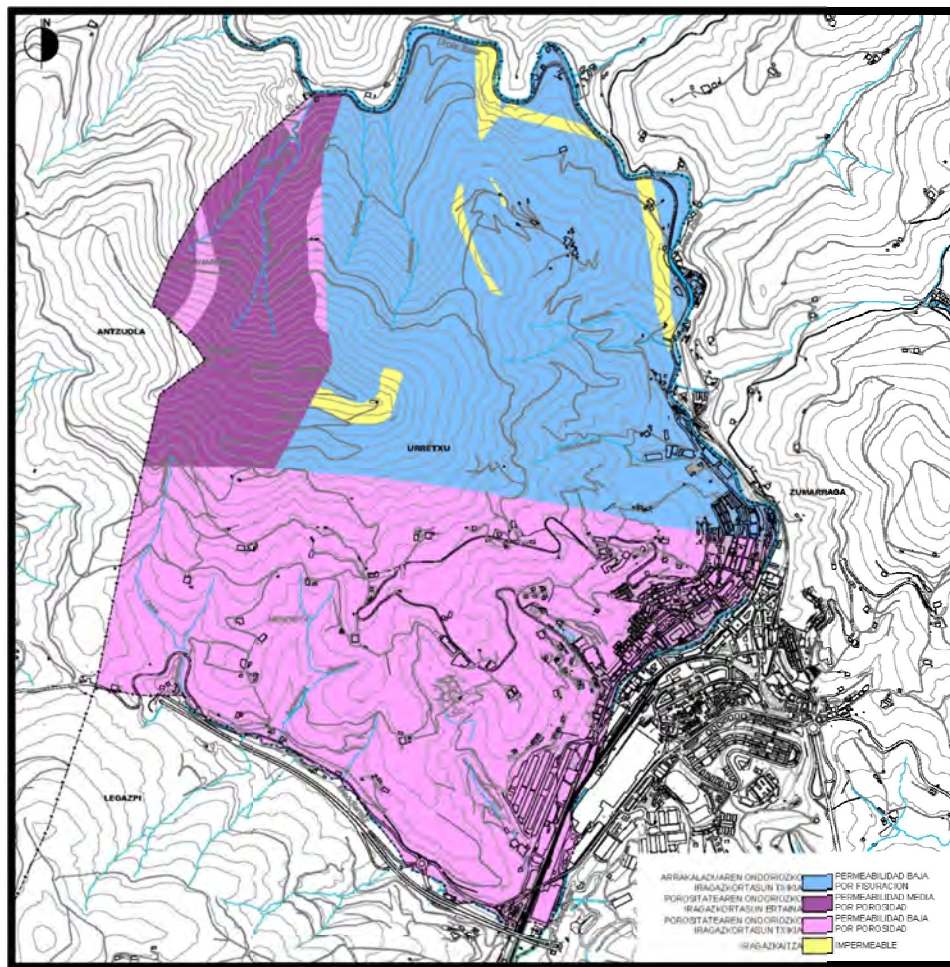 N
ANTZUOLA
URRETXU
ZUMARRAGA
LEGAZPI
ARRAKALADUAREN ONDORIOZKO
IRAGAZKORTASUN TXIKIA
PERMEABILIDAD BAJA
POR FISURACION
POROSITATEAREN ONDORIOZKO
IRAGAZKORTASUN ERTAINA
PERMEABILIDAD MEDIA
POR POROSIDAD
POROSITATEAREN ONDORIOZKO
IRAGAZKORTASUN TXIKIA
PERMEABILIDAD BAJA
POR POROSIDAD
IRAGAZKAITZA
IMPERMEABLE